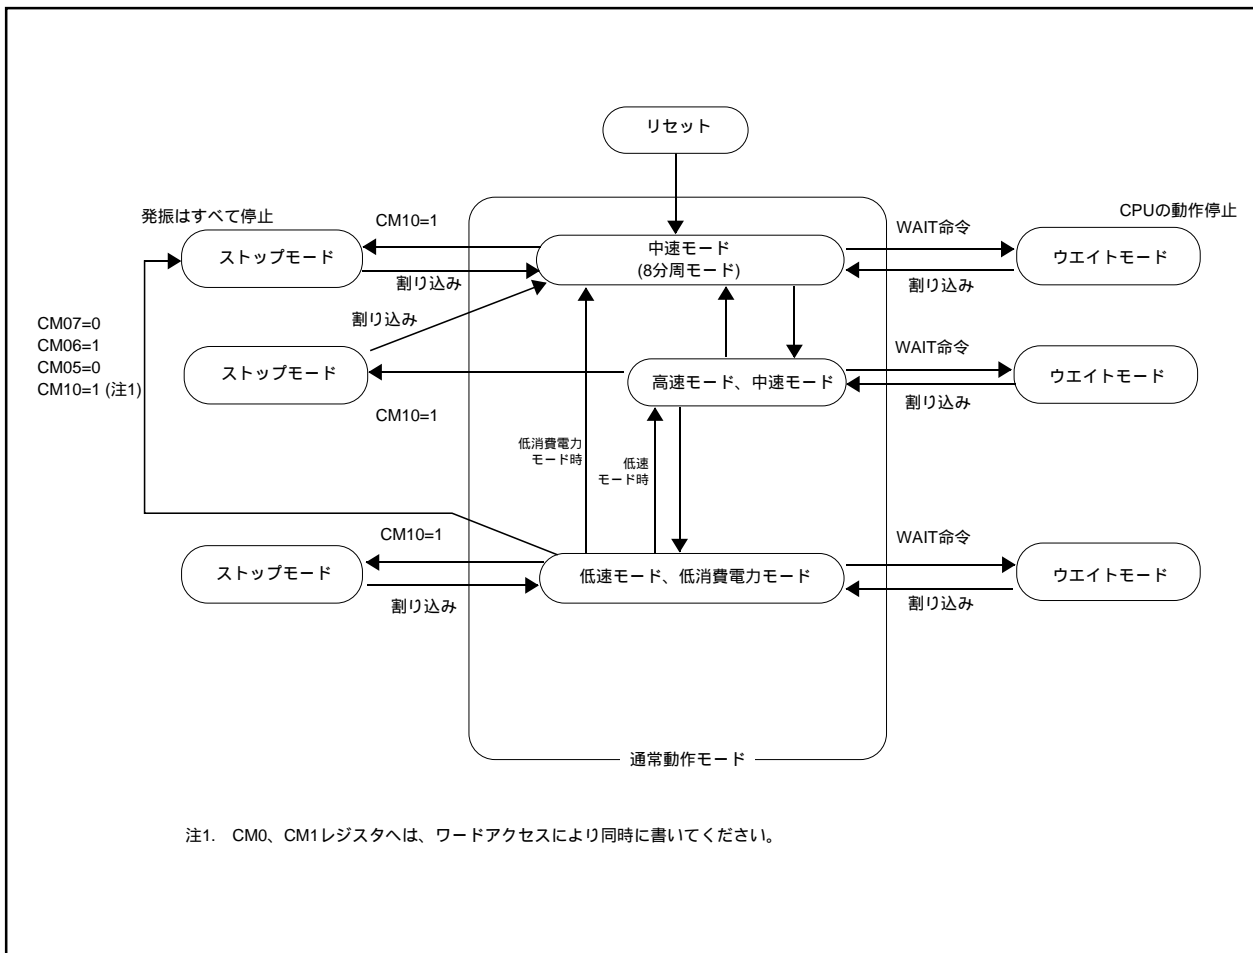 リセット
発振はすべて停止
CM10=1
WAIT命令
CPUの動作停止
ストップモード
中速モード
(8分周モード)
ウエイトモード
割り込み
割り込み
CM07=0
CM06=1
CM05=0
CM10=1 (注1)
割り込み
WAIT命令
ストップモード
高速モード、中速モード
ウエイトモード
CM10=1
割り込み
低消費電力
モード時
低速
モード時
CM10=1
WAIT命令
ストップモード
低速モード、低消費電力モード
ウエイトモード
割り込み
割り込み
通常動作モード
注1. CM0、CM1レジスタへは、ワードアクセスにより同時に書いてください。